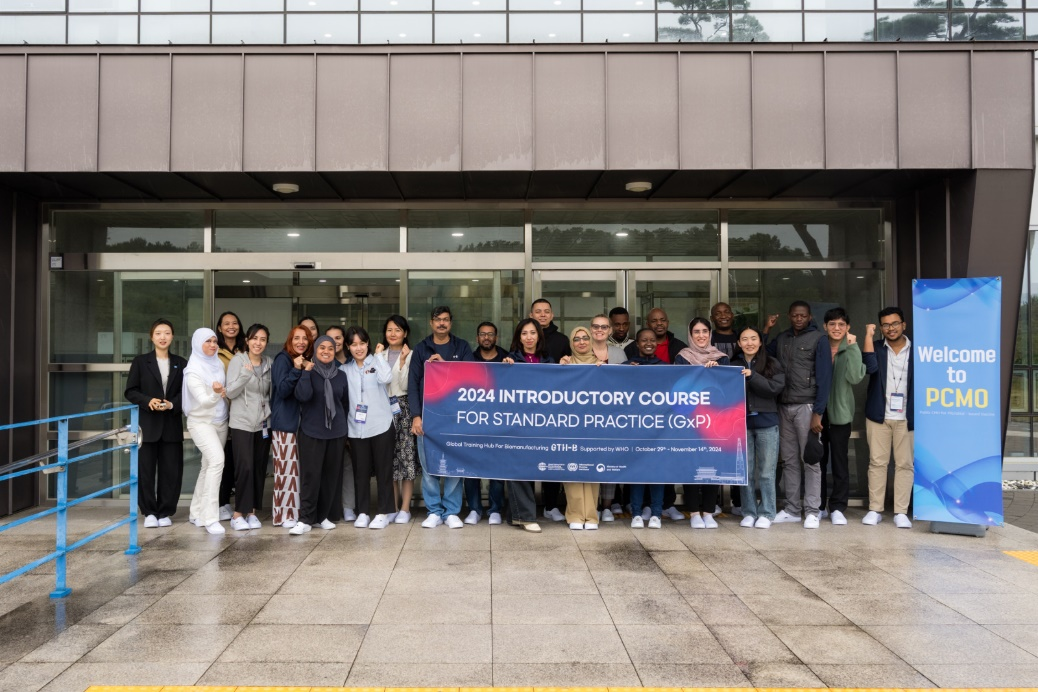 2024 INTRODUCTORY COURSE
FOR STANDARD PRACTICE (GxP)
Global Training Hub For Biomanufacturing GTH-B Supported by WHO | October 29th - November 14th, 2024
Welcome
to
PCMO